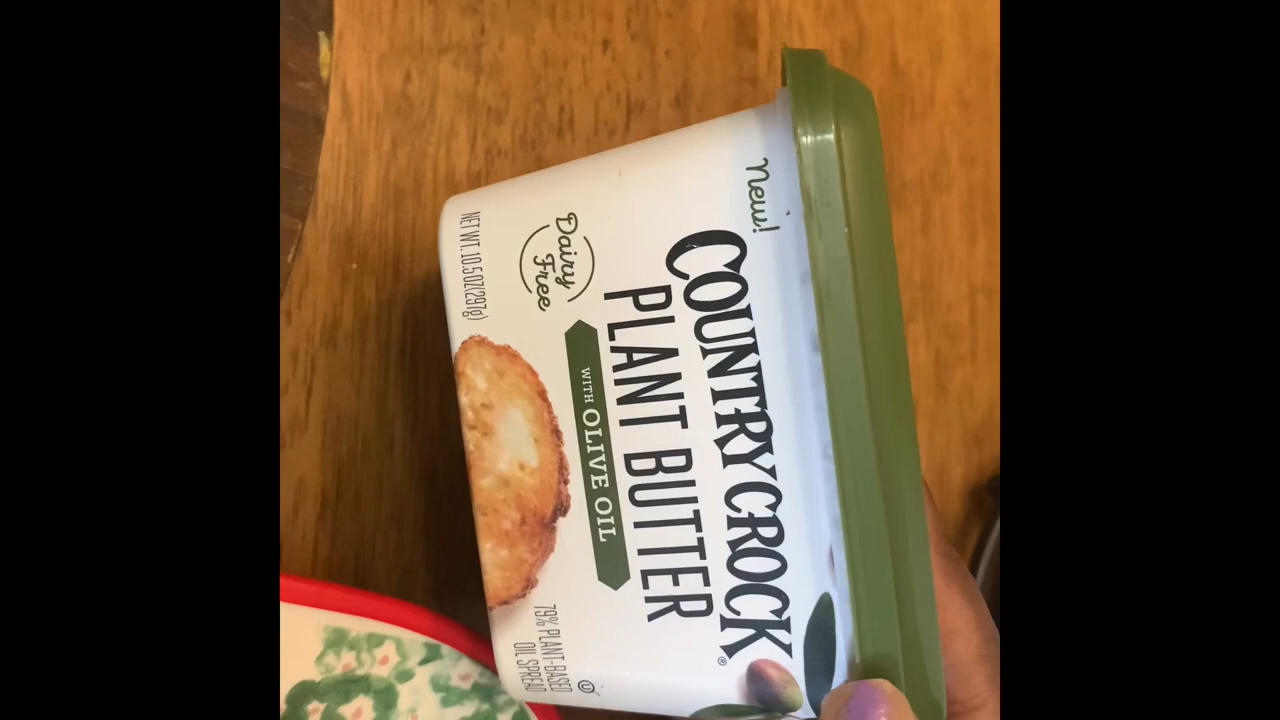 New!
COUNTRY CROCK®
PLANT BUTTER
WITH OLIVE OIL
Dairy
Free
NET WT. 10.5 OZ (297g)
79% PLANT-BASED
OIL SPREAD
U